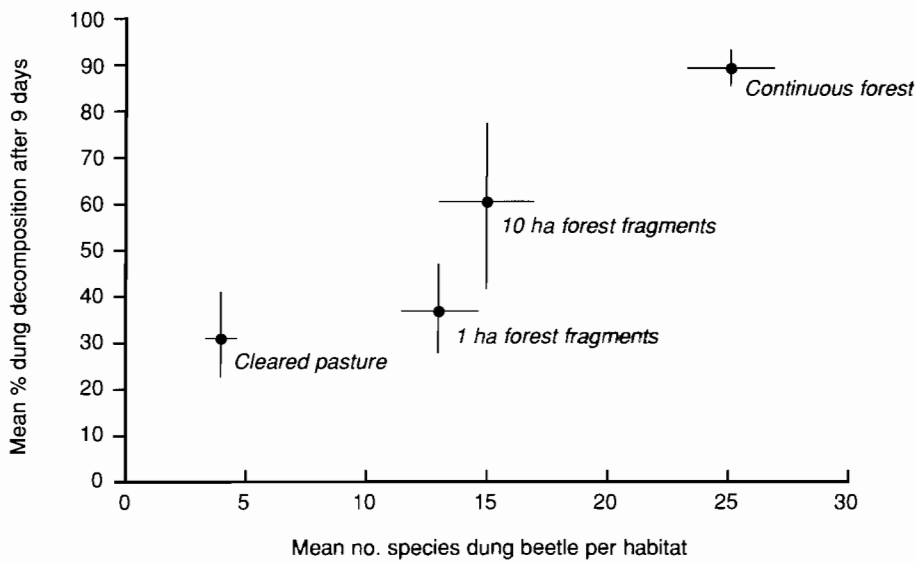 Mean % dung decomposition after 9 days
100
90
80
70
60
50
40
30
20
10
0
Continuous forest
10 ha forest fragments
1 ha forest fragments
Cleared pasture
0 5 10 15 20 25 30
Mean no. species dung beetle per habitat